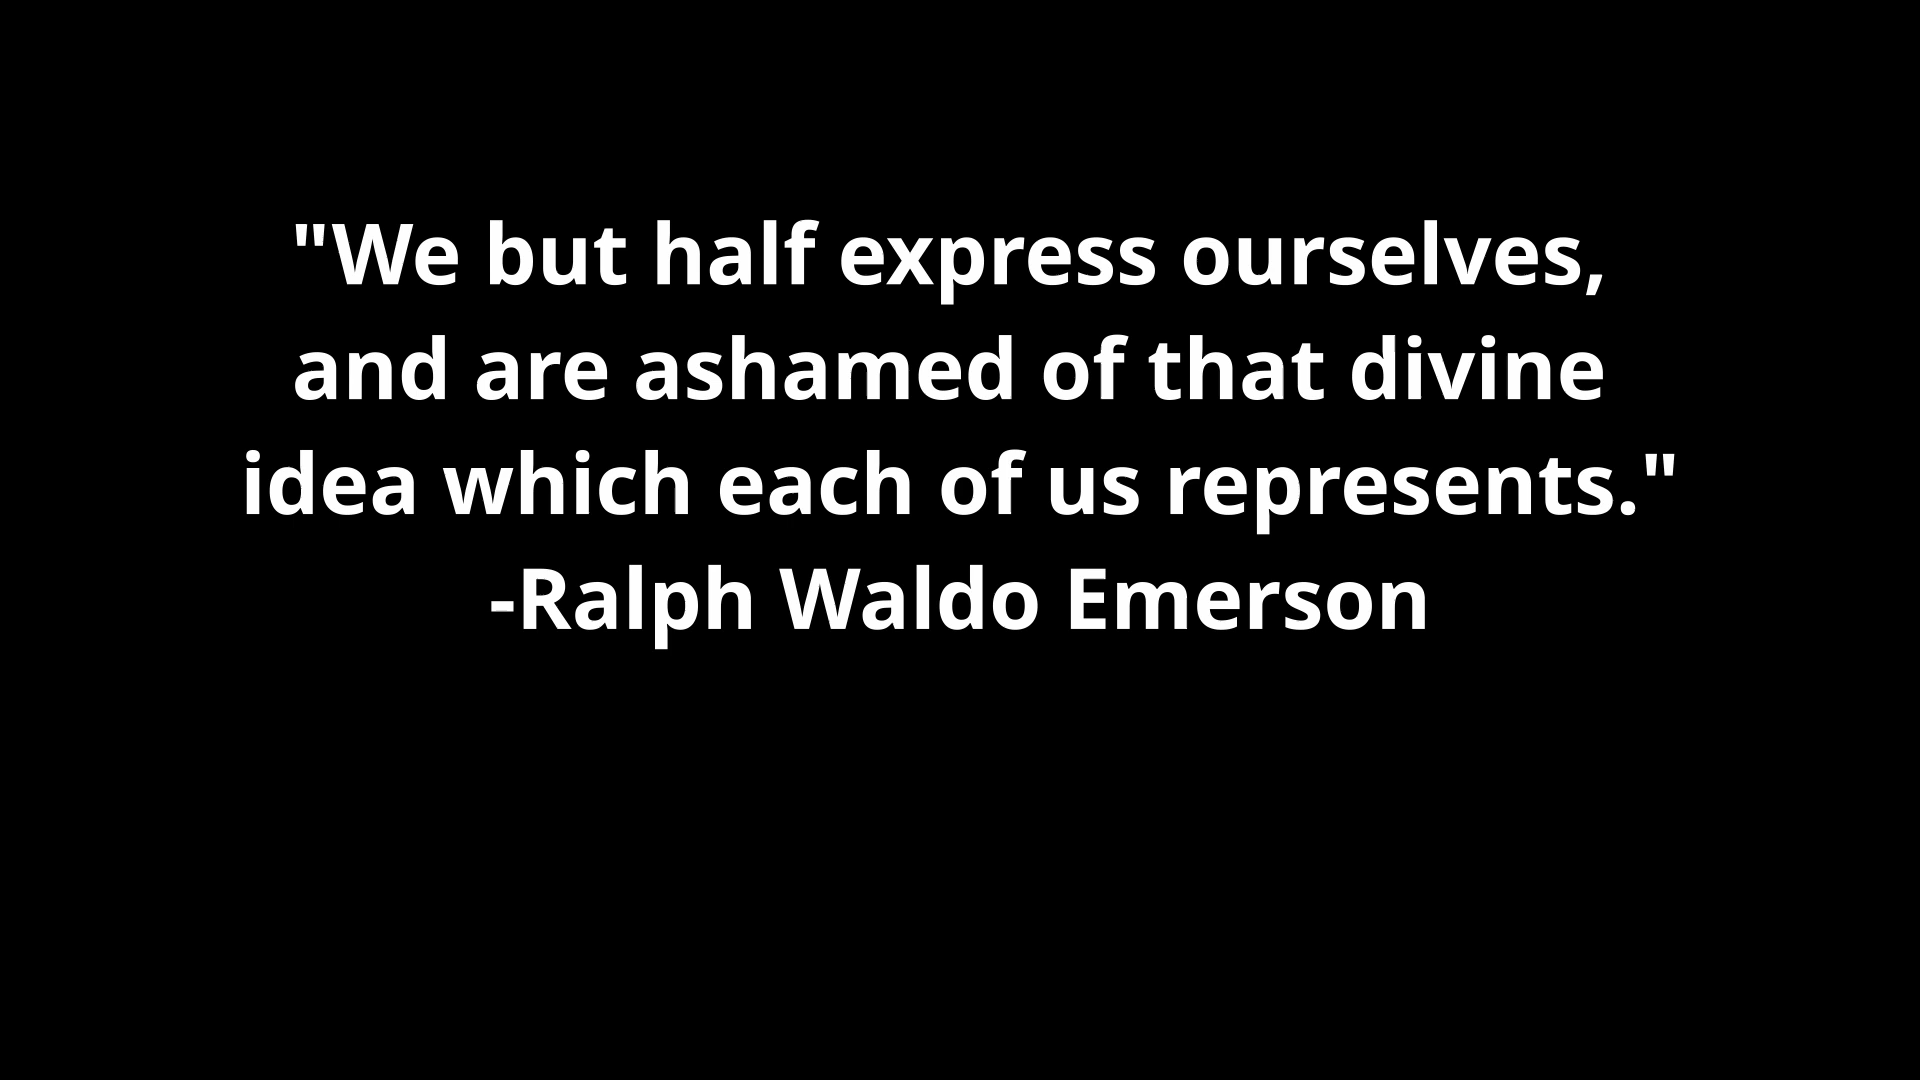 "We but half express ourselves,
and are ashamed of that divine
idea which each of us represents."
-Ralph Waldo Emerson